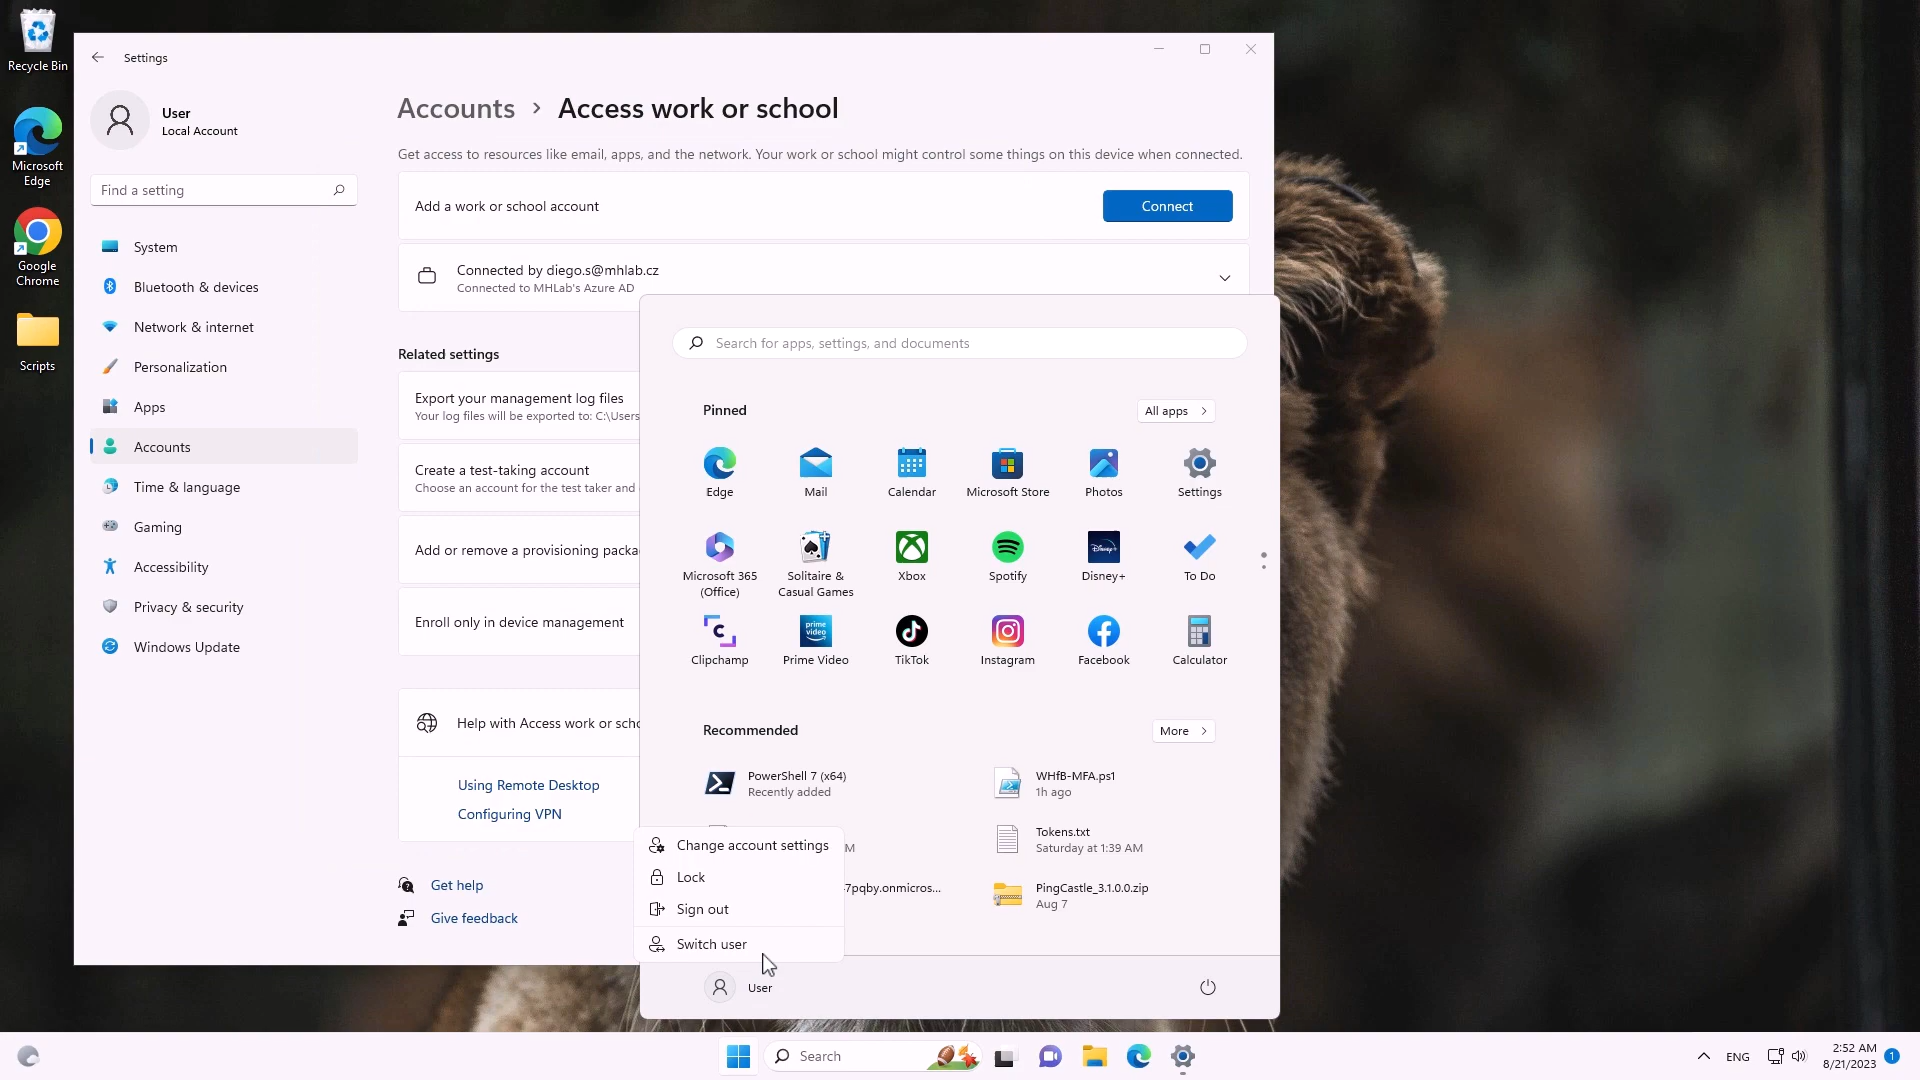 Recycle Bin
Microsoft
Edge
Google
Chrome
Scripts
Settings
User
Local Account
Find a setting
System
Bluetooth & devices
Network & internet
Personalization
Apps
Accounts
Time & language
Gaming
Accessibility
Privacy & security
Windows Update
Accounts > Access work or school
Get access to resources like email, apps, and the network. Your work or school might control some things on this device when connected.
Add a work or school account
Connect
Connected by diego.s@mhlab.cz
Connected to MHLab's Azure AD
Related settings
Export your management log files
Your log files will be exported to: C:\Users
Create a test-taking account
Choose an account for the test taker and
Add or remove a provisioning packa
Enroll only in device management
Help with Access work or scho
Using Remote Desktop
Configuring VPN
Get help
Give feedback
Search for apps, settings, and documents
Pinned
All apps >
Edge
Mail
Calendar
Microsoft Store
Photos
Settings
Microsoft 365
(Office)
Solitaire &
Casual Games
Xbox
Spotify
Disney+
Disney+
To Do
C
Clipchamp
prime
video
Prime Video
TikTok
Instagram
Facebook
Calculator
Recommended
More >
PowerShell 7 (x64)
Recently added
WHfB-MFA.ps1
1h ago
M
Tokens.txt
Saturday at 1:39 AM
7pqby.onmicros...
PingCastle_3.1.0.0.zip
Aug 7
Change account settings
Lock
Sign out
Switch user
User
Search
ENG
2:52 AM
8/21/2023
1